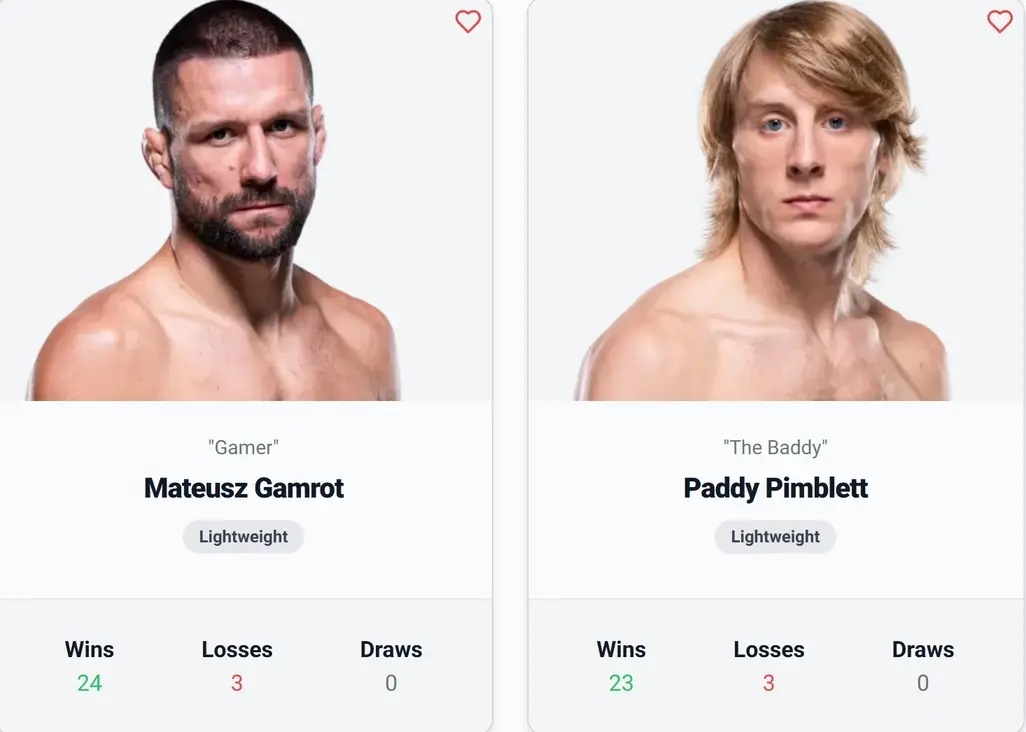 "Gamer"
Mateusz Gamrot
Lightweight
Wins Losses Draws
24 3 0
"The Baddy"
Paddy Pimblett
Lightweight
Wins Losses Draws
23 3 0